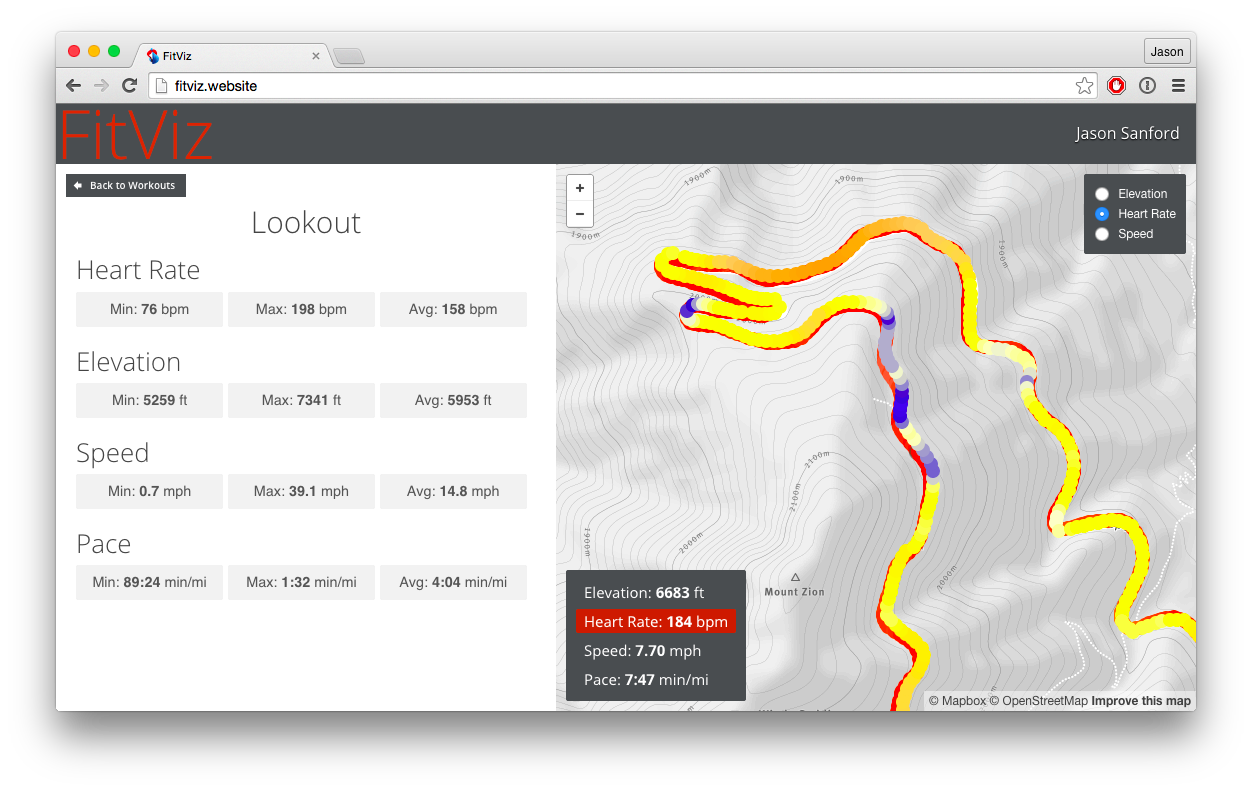 FitViz
Jason
fitviz.website
FitViz
Jason Sanford
Back to Workouts
Lookout
Heart Rate
Min: 76 bpm
Max: 198 bpm
Avg: 158 bpm
Elevation
Min: 5259 ft
Max: 7341 ft
Avg: 5953 ft
Speed
Min: 0.7 mph
Max: 39.1 mph
Avg: 14.8 mph
Pace
Min: 89:24 min/mi
Max: 1:32 min/mi
Avg: 4:04 min/mi
+
−
Elevation
Heart Rate
Speed
1900m
1900m
1900m
1900m
2100m
2100m
1900m
2000m
2000m
Mount Zion
Elevation: 6683 ft
Heart Rate: 184 bpm
Speed: 7.70 mph
Pace: 7:47 min/mi
© Mapbox © OpenStreetMap Improve this map